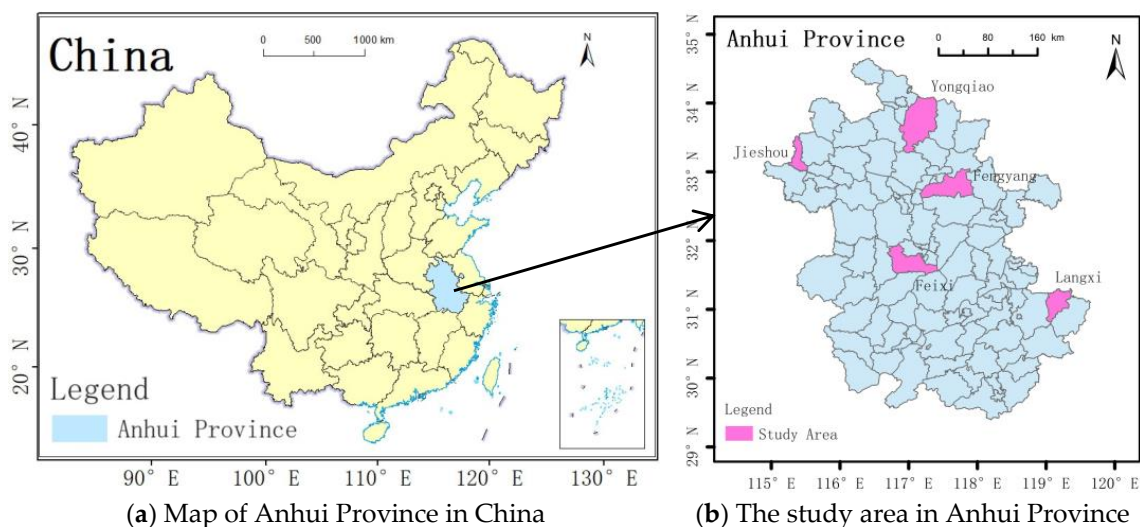 China
0 500 1000 km
N
40° N
30° N
20° N
Legend
Anhui Province
90° E 100° E 110° E 120° E 130° E
(a) Map of Anhui Province in China
Anhui Province
0 80 160 km
N
35° N
34° N
33° N
32° N
31° N
30° N
29° N
Yongqiao
Jieshou
Fengyang
Feixi
Langxi
Legend
Study Area
115° E 116° E 117° E 118° E 119° E 120° E
(b) The study area in Anhui Province